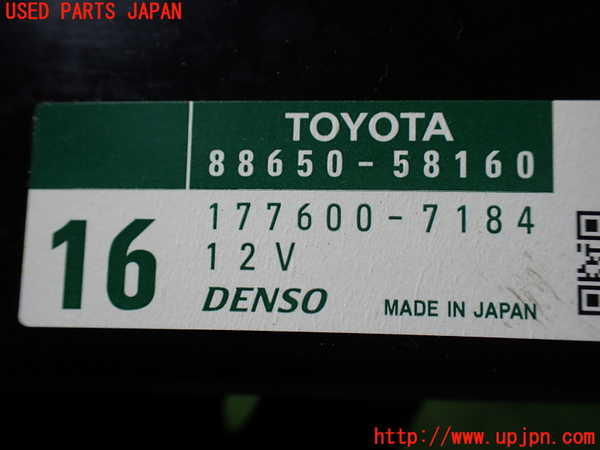 USED PARTS JAPAN
TOYOTA
88650-58160
16
177600-7184
12V
DENSO
MADE IN JAPAN
http://www.upjpn.com/